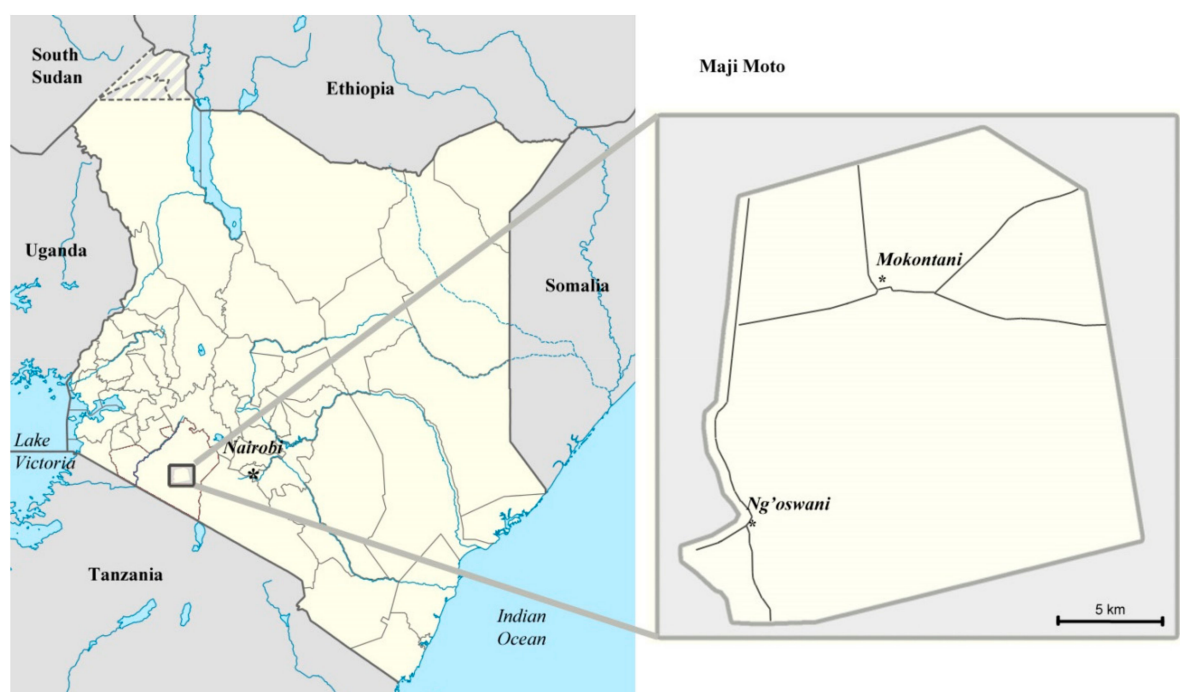 South
Sudan
Ethiopia
Maji Moto
Uganda
Somalia
Mokontani
Lake
Victoria
Nairobi
*
Ng’oswani
*
Tanzania
Indian
Ocean
5 km